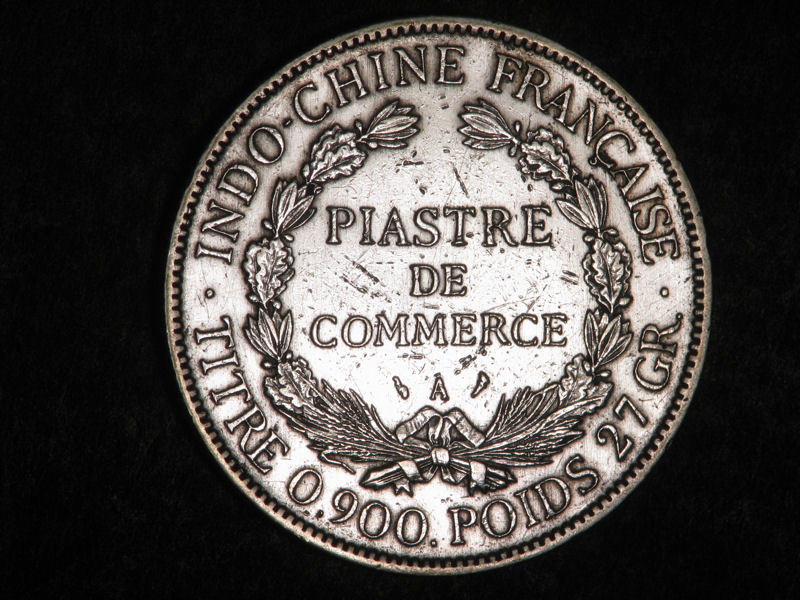 INDO-CHINE FRANÇAISE
PIASTRE
DE
COMMERCE
A
· TITRE 0,900. POIDS 27 GR. ·